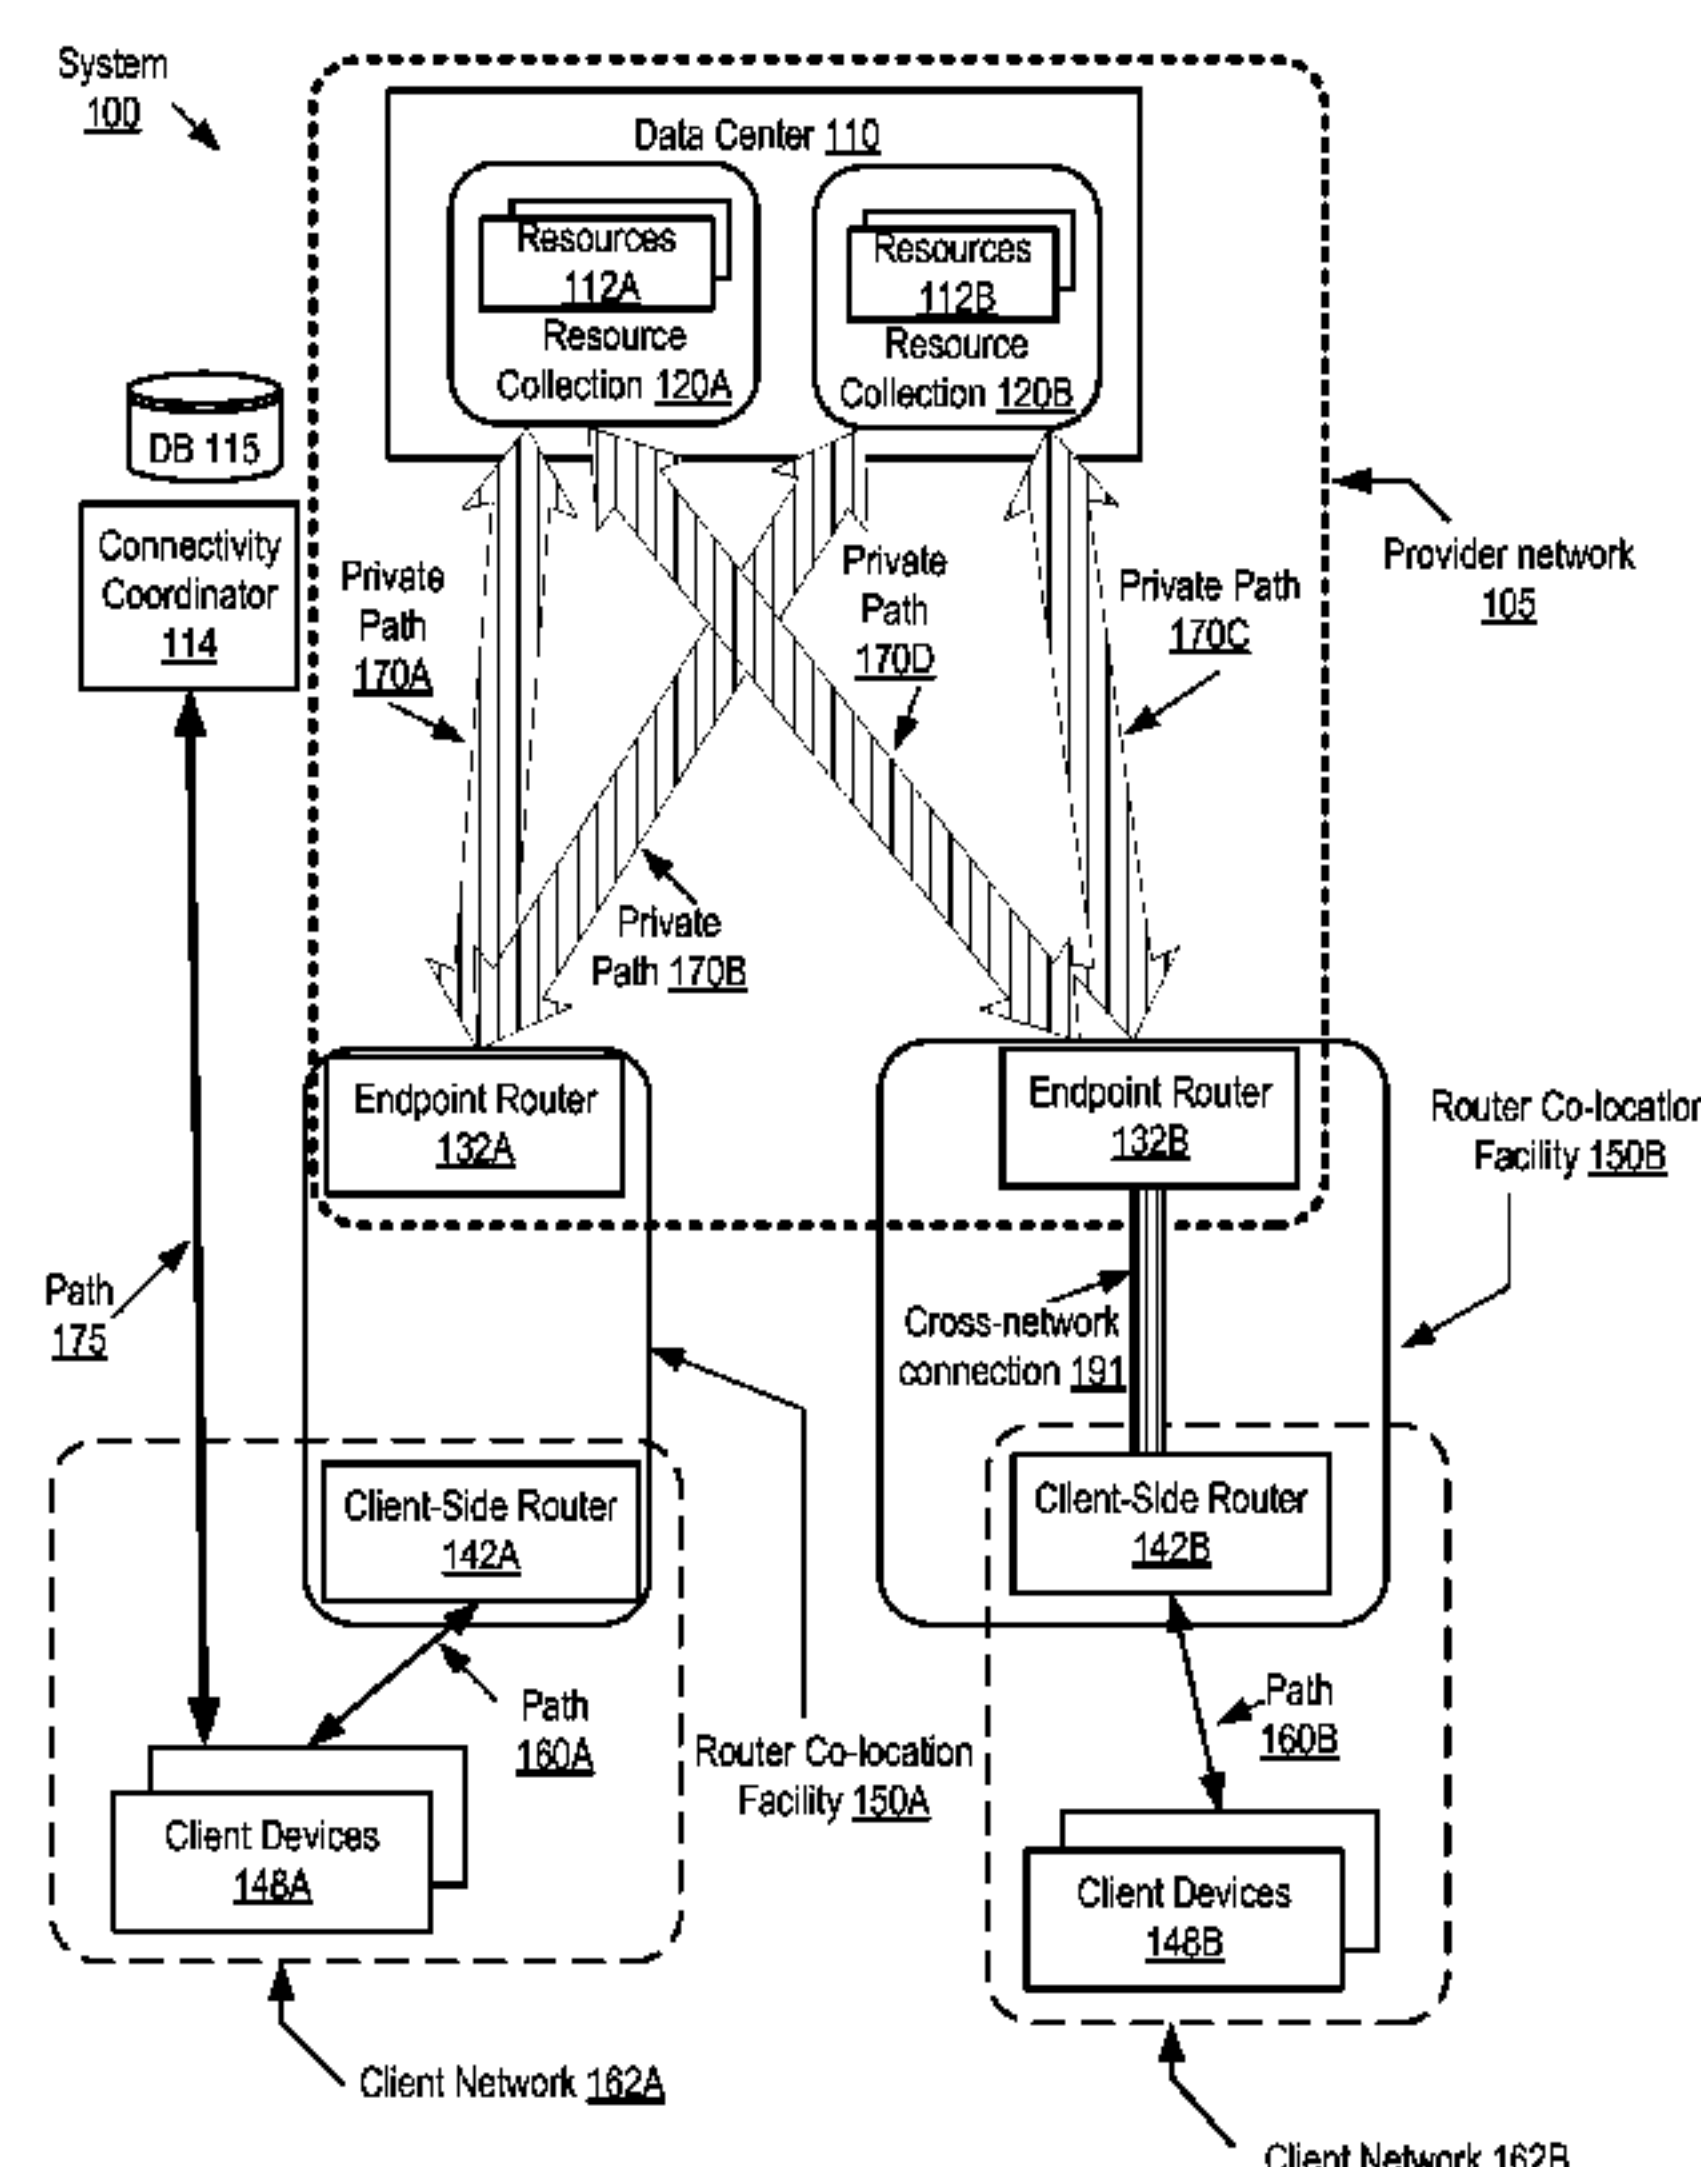 System
100
Data Center 110
Resources
112A
Resource
Collection 120A
Resources
112B
Resource
Collection 120B
DB 115
Connectivity
Coordinator
114
Private
Path
170A
Private
Path
170D
Private Path
170C
Provider network
105
Private
Path 170B
Endpoint Router
132A
Endpoint Router
132B
Router Co-location
Facility 150B
Path
175
Cross-network
connection 191
Client-Side Router
142A
Client-Side Router
142B
Path
160A
Path
160B
Router Co-location
Facility 150A
Client Devices
148A
Client Devices
148B
Client Network 162A
Client Network 162B